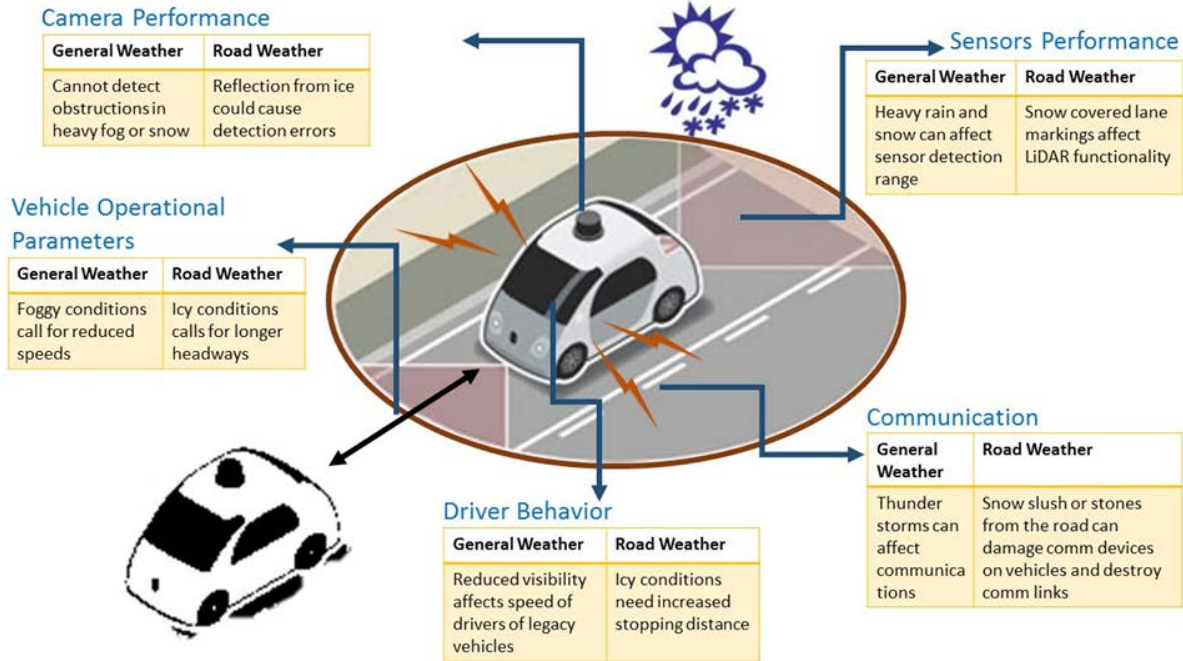 Camera Performance
General Weather Road Weather
Cannot detect
obstructions in
heavy fog or snow
Reflection from ice
could cause
detection errors
Sensors Performance
General Weather Road Weather
Heavy rain and
snow can affect
sensor detection
range
Snow covered lane
markings affect
LiDAR functionality
Vehicle Operational
Parameters
General Weather Road Weather
Foggy conditions
call for reduced
speeds
Icy conditions
calls for longer
headways
Communication
General
Weather
Road Weather
Thunder
storms can
affect
communica
tions
Snow slush or stones
from the road can
damage comm devices
on vehicles and destroy
comm links
Driver Behavior
General Weather Road Weather
Reduced visibility
affects speed of
drivers of legacy
vehicles
Icy conditions
need increased
stopping distance